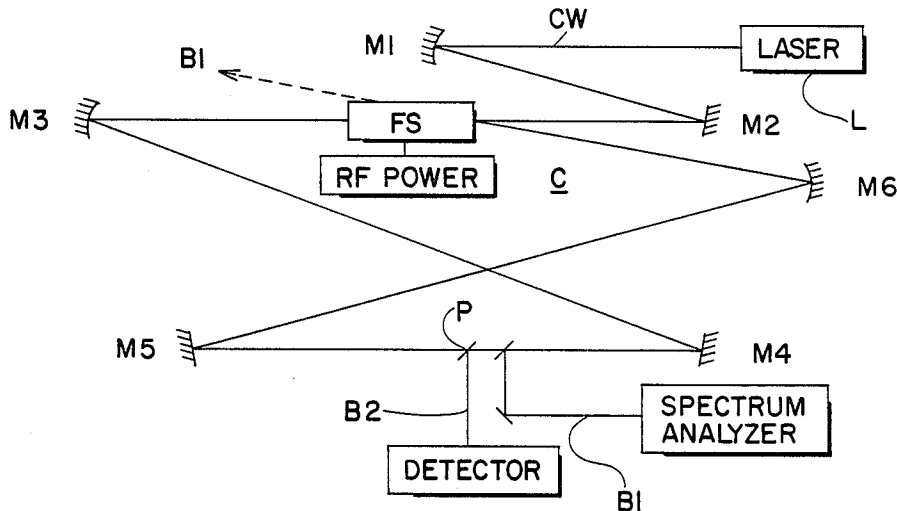 CW
M1
LASER
B1
M3
FS
M2
L
RF POWER
C
M6
P
M5
M4
B2
SPECTRUM
ANALYZER
DETECTOR
B1